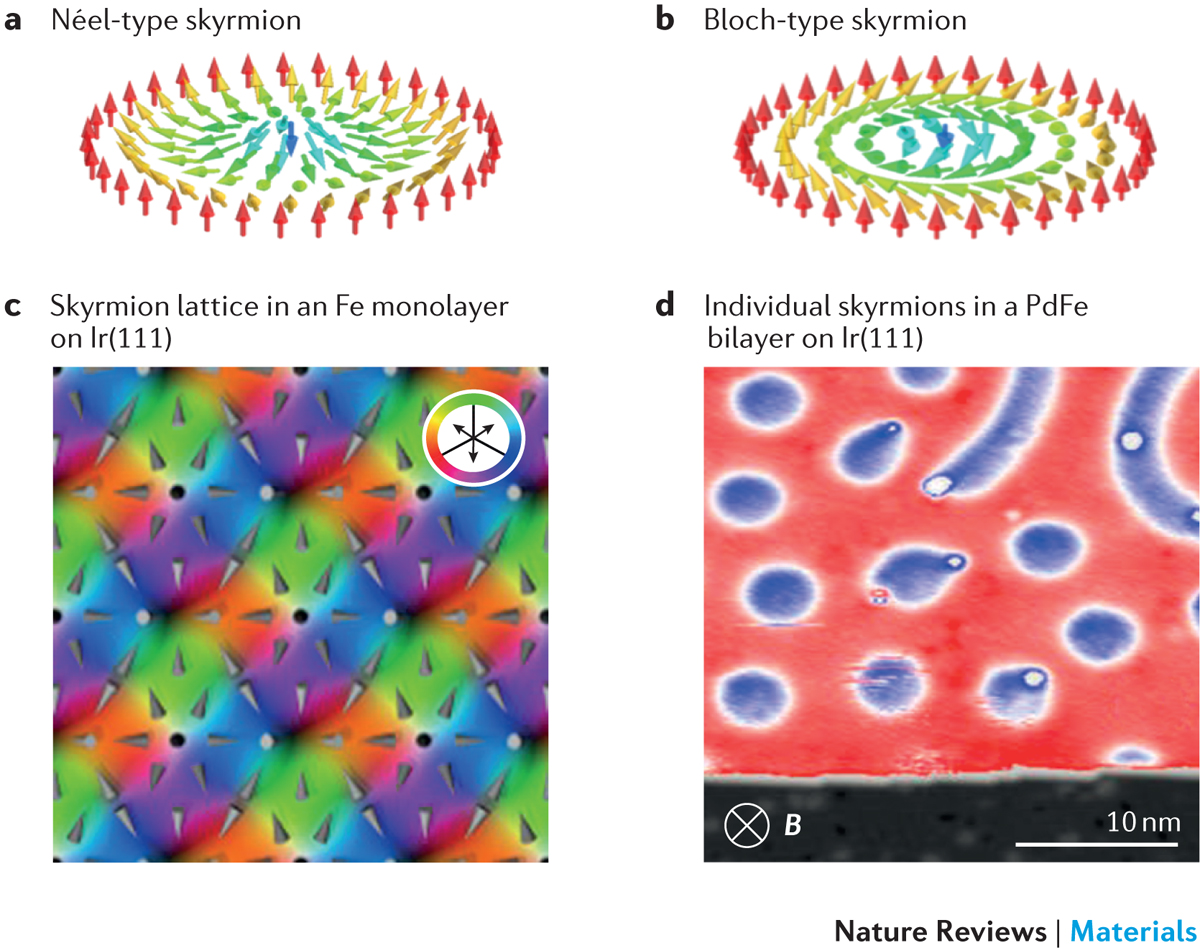 a Néel-type skyrmion
b Bloch-type skyrmion
c Skyrmion lattice in an Fe monolayer
on Ir(111)
d Individual skyrmions in a PdFe
bilayer on Ir(111)
B
10 nm
Nature Reviews | Materials